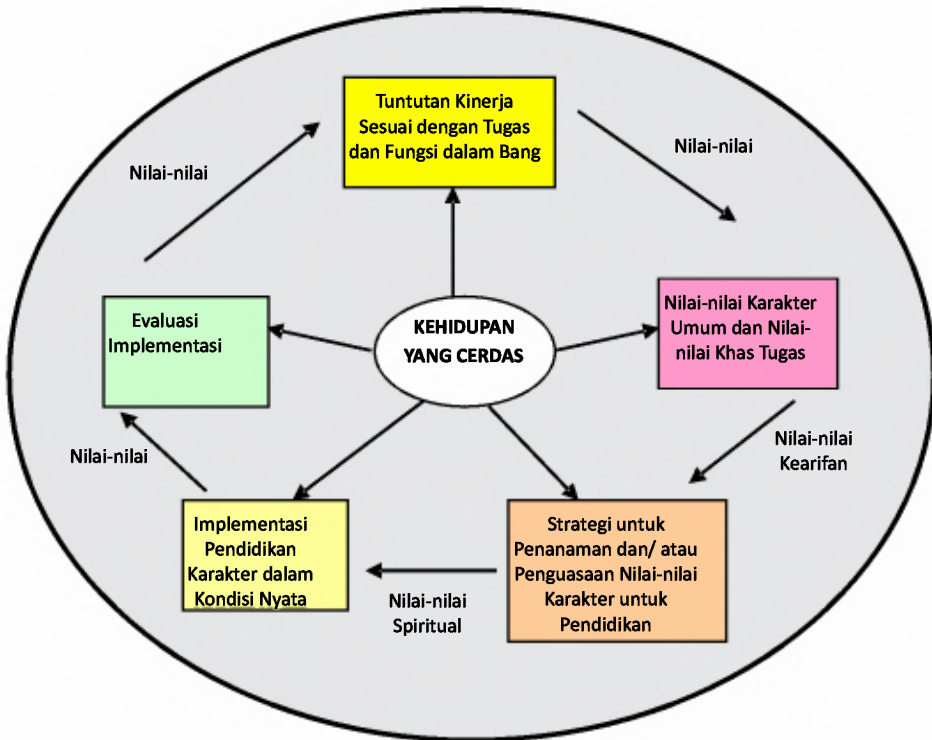 Tuntutan Kinerja
Sesuai dengan Tugas
dan Fungsi dalam Bang
Nilai-nilai
Nilai-nilai
Nilai-nilai Karakter
Umum dan Nilai-
nilai Khas Tugas
Evaluasi
Implementasi
KEHIDUPAN
YANG CERDAS
Nilai-nilai
Kearifan
Nilai-nilai
Implementasi
Pendidikan
Karakter dalam
Kondisi Nyata
Strategi untuk
Penanaman dan/ atau
Penguasaan Nilai-nilai
Karakter untuk
Pendidikan
Nilai-nilai
Spiritual